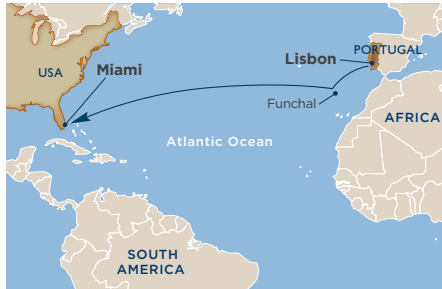 PORTUGAL
Lisbon
Miami
USA
Funchal
AFRICA
Atlantic Ocean
SOUTH
AMERICA